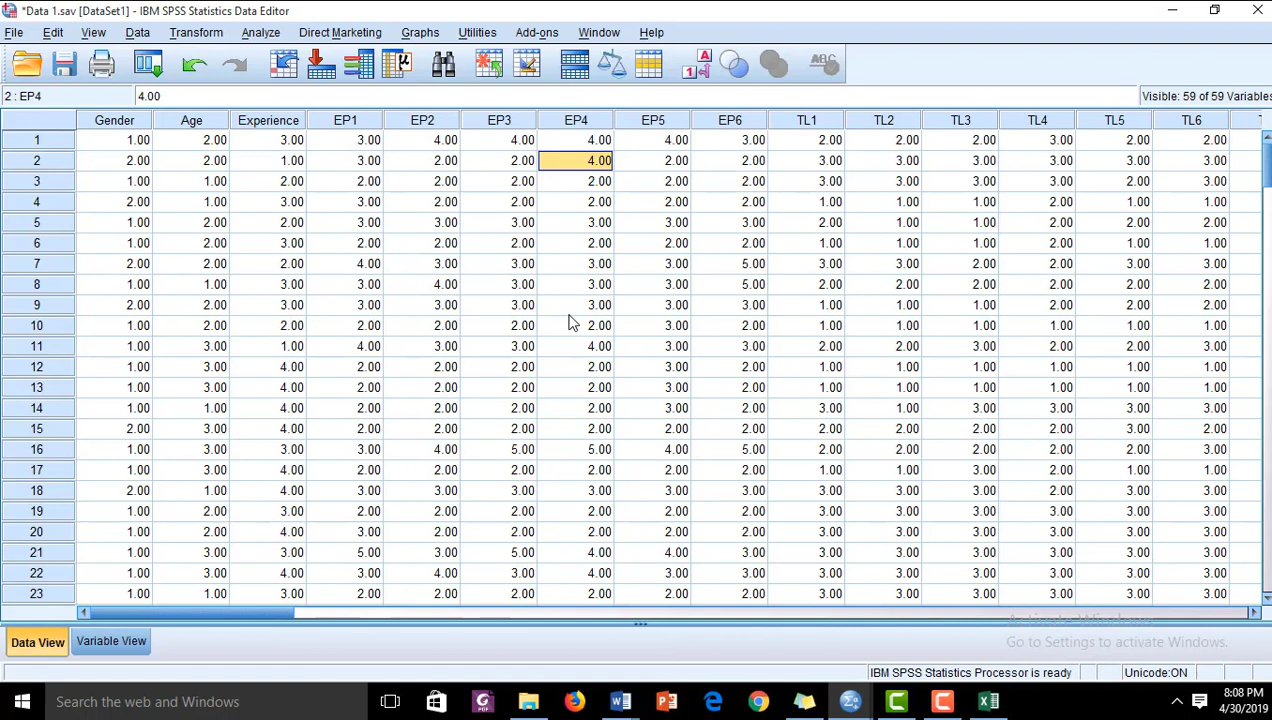 *Data 1.sav [DataSet1] - IBM SPSS Statistics Data Editor
File Edit View Data Transform Analyze Direct Marketing Graphs Utilities Add-ons Window Help
2 : EP4 4.00 Visible: 59 of 59 Variables
Gender Age Experience EP1 EP2 EP3 EP4 EP5 EP6 TL1 TL2 TL3 TL4 TL5 TL6
1 1.00 2.00 3.00 3.00 4.00 4.00 4.00 4.00 3.00 2.00 2.00 2.00 3.00 2.00 2.00
2 2.00 2.00 1.00 3.00 2.00 2.00 4.00 2.00 2.00 3.00 3.00 3.00 3.00 2.00 3.00
3 1.00 1.00 2.00 2.00 2.00 2.00 2.00 2.00 2.00 3.00 3.00 3.00 3.00 2.00 3.00
4 2.00 1.00 3.00 3.00 2.00 2.00 2.00 2.00 2.00 1.00 1.00 1.00 2.00 1.00 1.00
5 1.00 2.00 2.00 3.00 3.00 3.00 3.00 3.00 3.00 2.00 1.00 1.00 2.00 2.00 2.00
6 1.00 2.00 3.00 3.00 2.00 2.00 2.00 2.00 2.00 1.00 1.00 1.00 2.00 1.00 1.00
7 2.00 2.00 2.00 4.00 3.00 3.00 3.00 3.00 5.00 3.00 3.00 2.00 2.00 3.00 3.00
8 1.00 1.00 3.00 3.00 4.00 3.00 3.00 3.00 5.00 2.00 2.00 2.00 2.00 2.00 2.00
9 2.00 2.00 3.00 3.00 3.00 3.00 3.00 3.00 3.00 1.00 1.00 1.00 2.00 2.00 2.00
10 1.00 2.00 2.00 2.00 2.00 2.00 2.00 3.00 2.00 1.00 1.00 1.00 1.00 1.00 1.00
11 1.00 3.00 1.00 4.00 3.00 3.00 4.00 3.00 3.00 2.00 2.00 3.00 2.00 2.00 3.00
12 1.00 3.00 4.00 2.00 2.00 2.00 2.00 3.00 2.00 1.00 1.00 1.00 1.00 1.00 1.00
13 1.00 3.00 4.00 2.00 2.00 2.00 2.00 3.00 2.00 1.00 1.00 1.00 1.00 1.00 1.00
14 1.00 1.00 4.00 2.00 2.00 2.00 2.00 3.00 2.00 3.00 1.00 3.00 3.00 2.00 3.00
15 2.00 3.00 4.00 2.00 2.00 2.00 2.00 2.00 2.00 2.00 2.00 2.00 2.00 2.00 3.00
16 1.00 3.00 3.00 3.00 4.00 5.00 5.00 4.00 5.00 2.00 2.00 2.00 3.00 2.00 3.00
17 1.00 3.00 4.00 2.00 2.00 2.00 2.00 2.00 2.00 1.00 1.00 2.00 2.00 1.00 1.00
18 2.00 1.00 4.00 3.00 3.00 3.00 3.00 3.00 3.00 3.00 3.00 3.00 2.00 3.00 3.00
19 1.00 2.00 3.00 2.00 2.00 2.00 2.00 2.00 2.00 3.00 3.00 3.00 3.00 3.00 3.00
20 1.00 2.00 4.00 3.00 2.00 2.00 2.00 2.00 2.00 3.00 3.00 3.00 3.00 3.00 3.00
21 1.00 3.00 3.00 5.00 3.00 5.00 4.00 4.00 3.00 3.00 3.00 3.00 3.00 3.00 3.00
22 1.00 3.00 4.00 3.00 4.00 3.00 4.00 3.00 3.00 3.00 3.00 3.00 2.00 3.00 3.00
23 1.00 1.00 3.00 2.00 2.00 2.00 2.00 2.00 2.00 3.00 3.00 3.00 3.00 3.00 3.00
Activate Windows
Go to Settings to activate Windows.
Data View Variable View
IBM SPSS Statistics Processor is ready Unicode:ON
Search the web and Windows
8:08 PM
4/30/2019